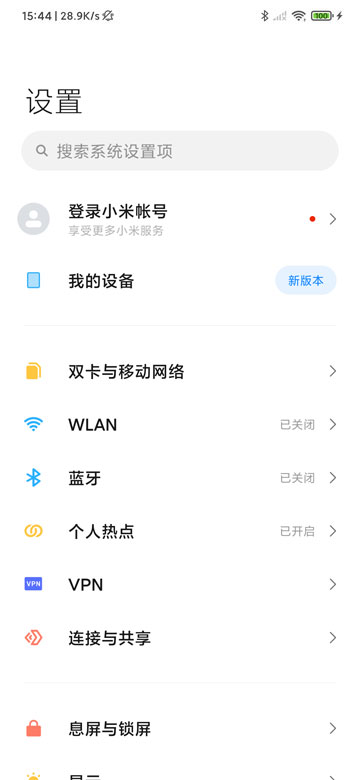 15:44 | 28.9K/s
100
设置
搜索系统设置项
登录小米帐号
享受更多小米服务
我的设备
新版本
双卡与移动网络
WLAN
已关闭
蓝牙
已关闭
个人热点
已开启
VPN
VPN
连接与共享
息屏与锁屏